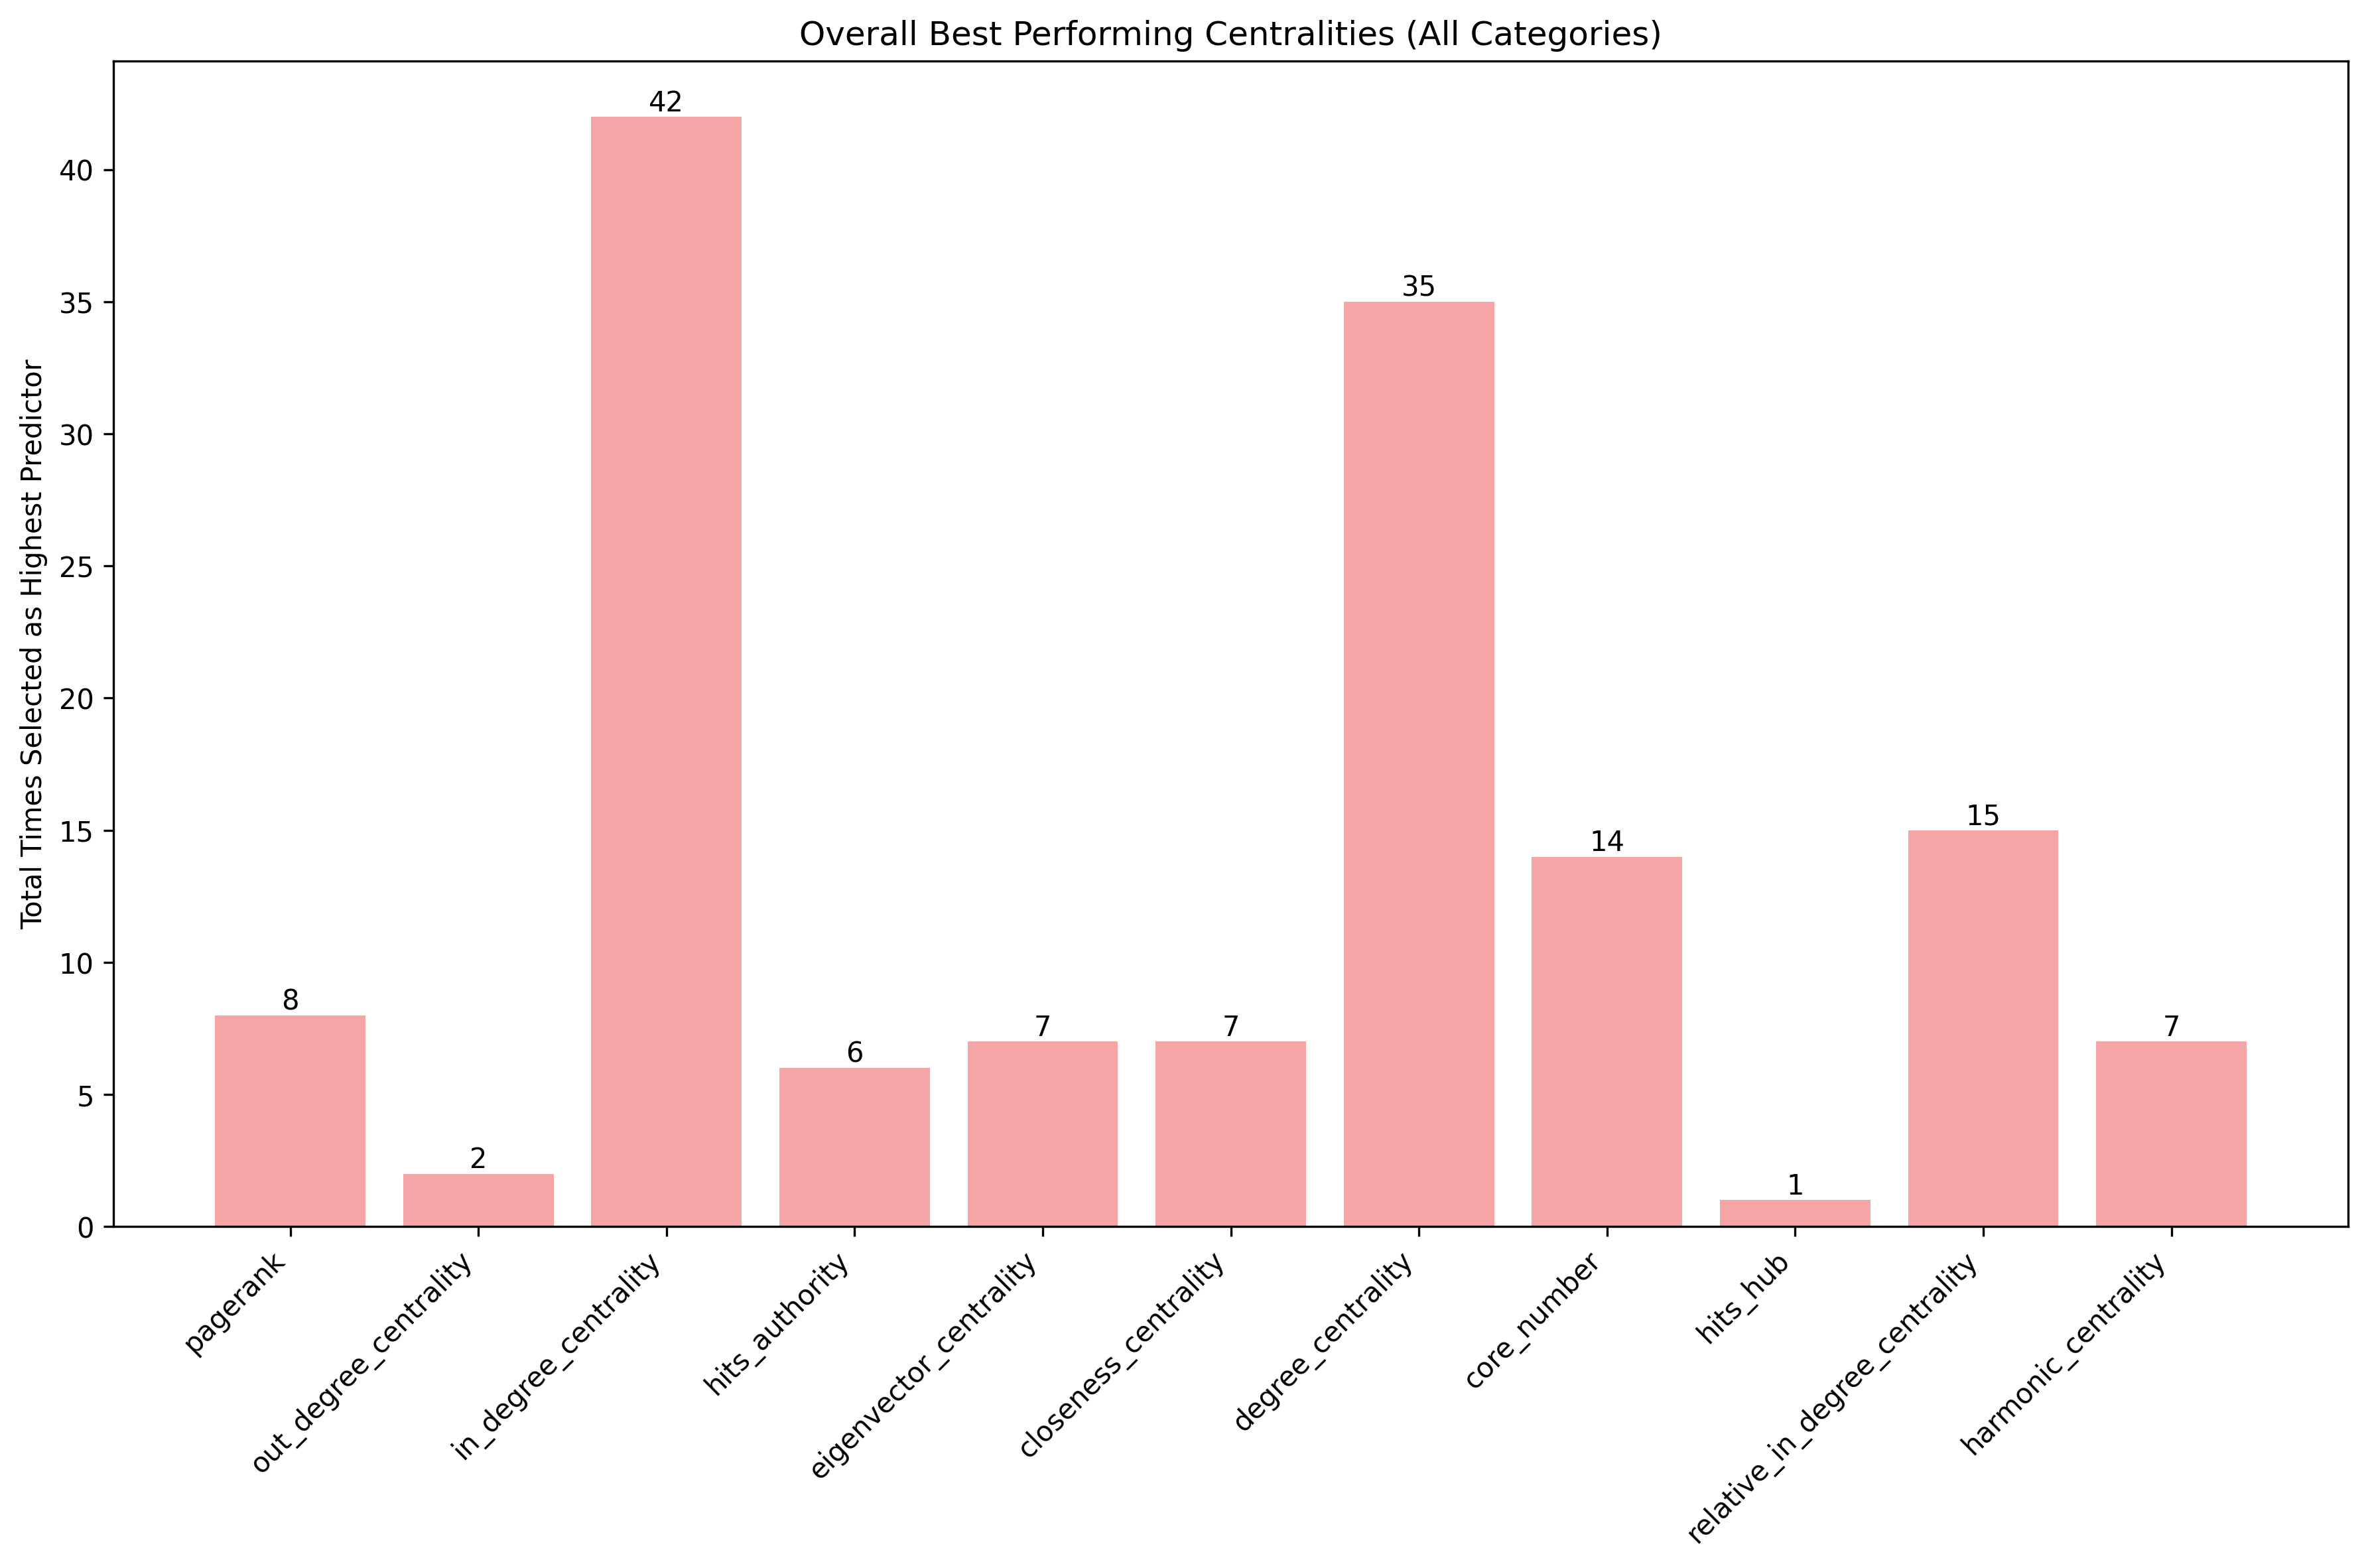 Overall Best Performing Centralities (All Categories)
Total Times Selected as Highest Predictor
40
35
30
25
20
15
10
5
0
8
2
42
6
7
7
35
14
1
15
7
pagerank
out_degree_centrality
in_degree_centrality
hits_authority
eigenvector_centrality
closeness_centrality
degree_centrality
core_number
hits_hub
relative_in_degree_centrality
harmonic_centrality